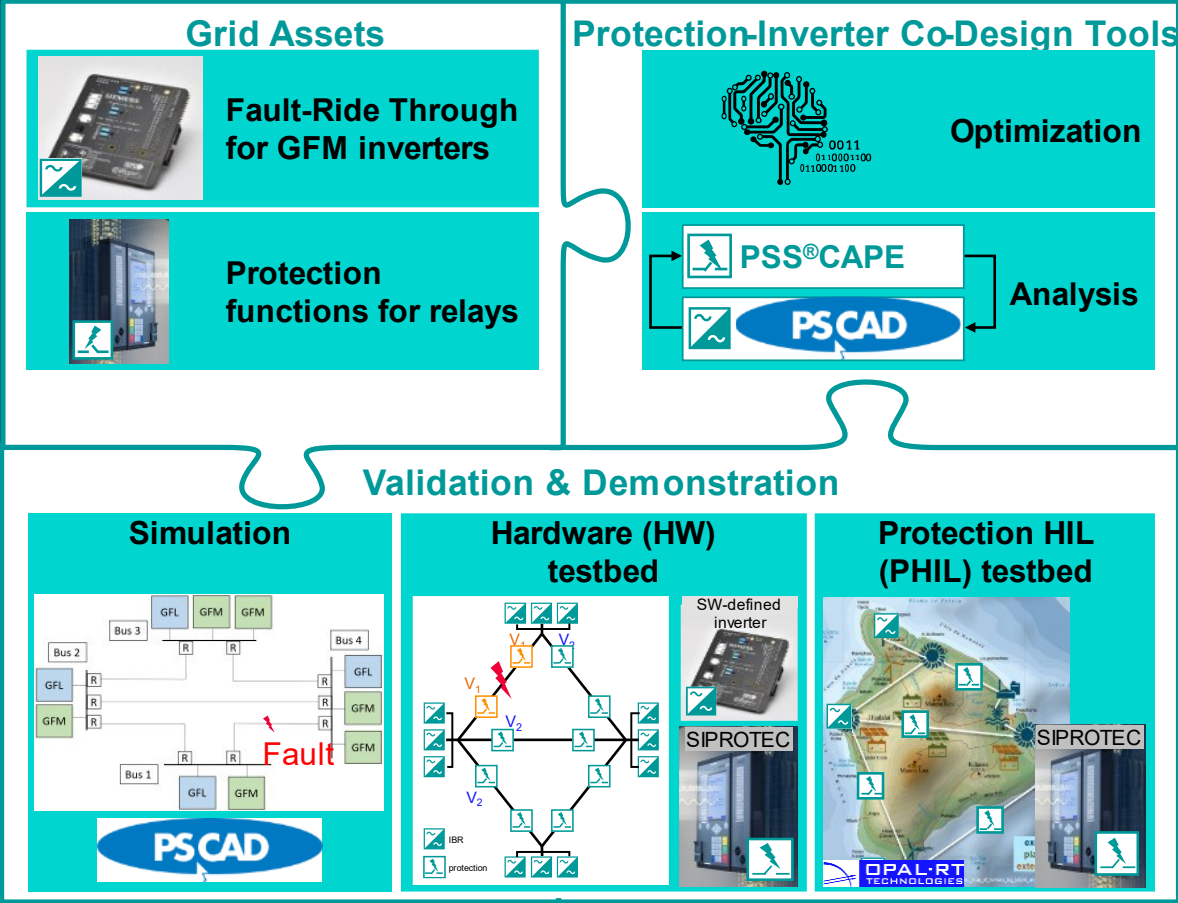 Grid Assets
Fault-Ride Through
for GFM inverters
SIEMENS
Protection
functions for relays
Protection-Inverter Co-Design Tools
Optimization
0011
0110001100
0110001100
PSS®CAPE
PSCAD
Analysis
Validation & Demonstration
Simulation
GFL
GFM
GFM
Bus 3
Bus 2
Bus 4
R
R
GFL
R
R
GFL
GFM
R
R
GFM
R
R
Fault
GFM
R
R
Bus 1
GFL
GFM
PSCAD
Hardware (HW)
testbed
V1
V2
V1
V2
V2
IBR
protection
SW-defined
inverter
SIPROTEC
Protection HIL
(PHIL) testbed
SIPROTEC
OPAL-RT
TECHNOLOGIES